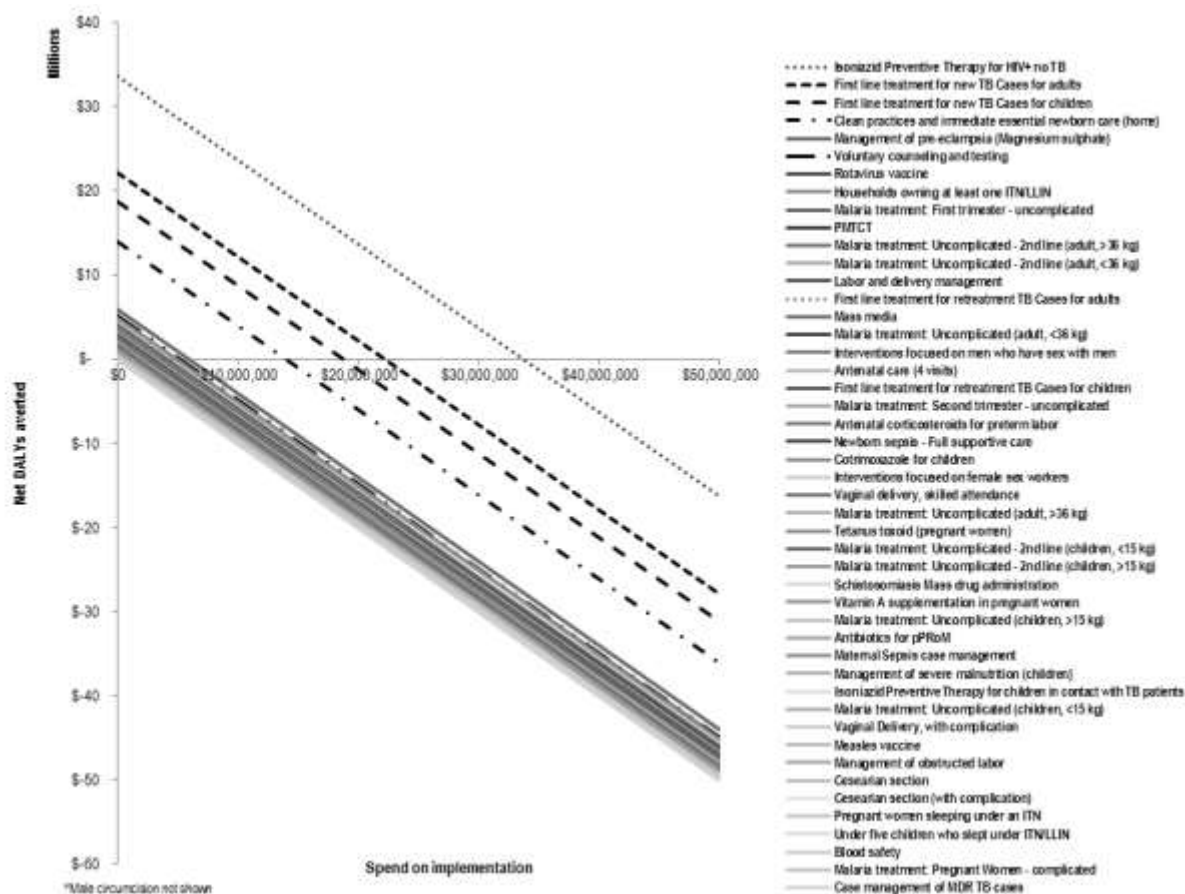 Millions
$40
$30
$20
$10
$-
$-10
$-20
$-30
$-40
$-50
$-60
Net DALYs averted
$0
$10,000,000
$20,000,000
$30,000,000
$40,000,000
$50,000,000
Spend on implementation
*Male circumcision not shown
Isoniazid Preventive Therapy for HIV+ no TB
First line treatment for new TB Cases for adults
First line treatment for new TB Cases for children
Clean practices and immediate essential newborn care (home)
Management of pre-eclampsia (Magnesium sulphate)
Voluntary counseling and testing
Rotavirus vaccine
Households owning at least one ITN/LLIN
Malaria treatment: First trimester - uncomplicated
PMTCT
Malaria treatment: Uncomplicated - 2nd line (adult, >36 kg)
Malaria treatment: Uncomplicated - 2nd line (adult, <36 kg)
Labor and delivery management
First line treatment for retreatment TB Cases for adults
Mass media
Malaria treatment: Uncomplicated (adult, <36 kg)
Interventions focused on men who have sex with men
Antenatal care (4 visits)
First line treatment for retreatment TB Cases for children
Malaria treatment: Second trimester - uncomplicated
Antenatal corticosteroids for preterm labor
Newborn sepsis - Full supportive care
Cotrimoxazole for children
Interventions focused on female sex workers
Vaginal delivery, skilled attendance
Malaria treatment: Uncomplicated (adult, >36 kg)
Tetanus toxoid (pregnant women)
Malaria treatment: Uncomplicated - 2nd line (children, <15 kg)
Malaria treatment: Uncomplicated - 2nd line (children, >15 kg)
Schistosomiasis Mass drug administration
Vitamin A supplementation in pregnant women
Malaria treatment: Uncomplicated (children, >15 kg)
Antibiotics for pPRoM
Maternal Sepsis case management
Management of severe malnutrition (children)
Isoniazid Preventive Therapy for children in contact with TB patients
Malaria treatment: Uncomplicated (children, <15 kg)
Vaginal Delivery, with complication
Measles vaccine
Management of obstructed labor
Cesearian section
Cesearian section (with complication)
Pregnant women sleeping under an ITN
Under five children who slept under ITN/LLIN
Blood safety
Malaria treatment: Pregnant Women - complicated
Case management of MDR TB cases